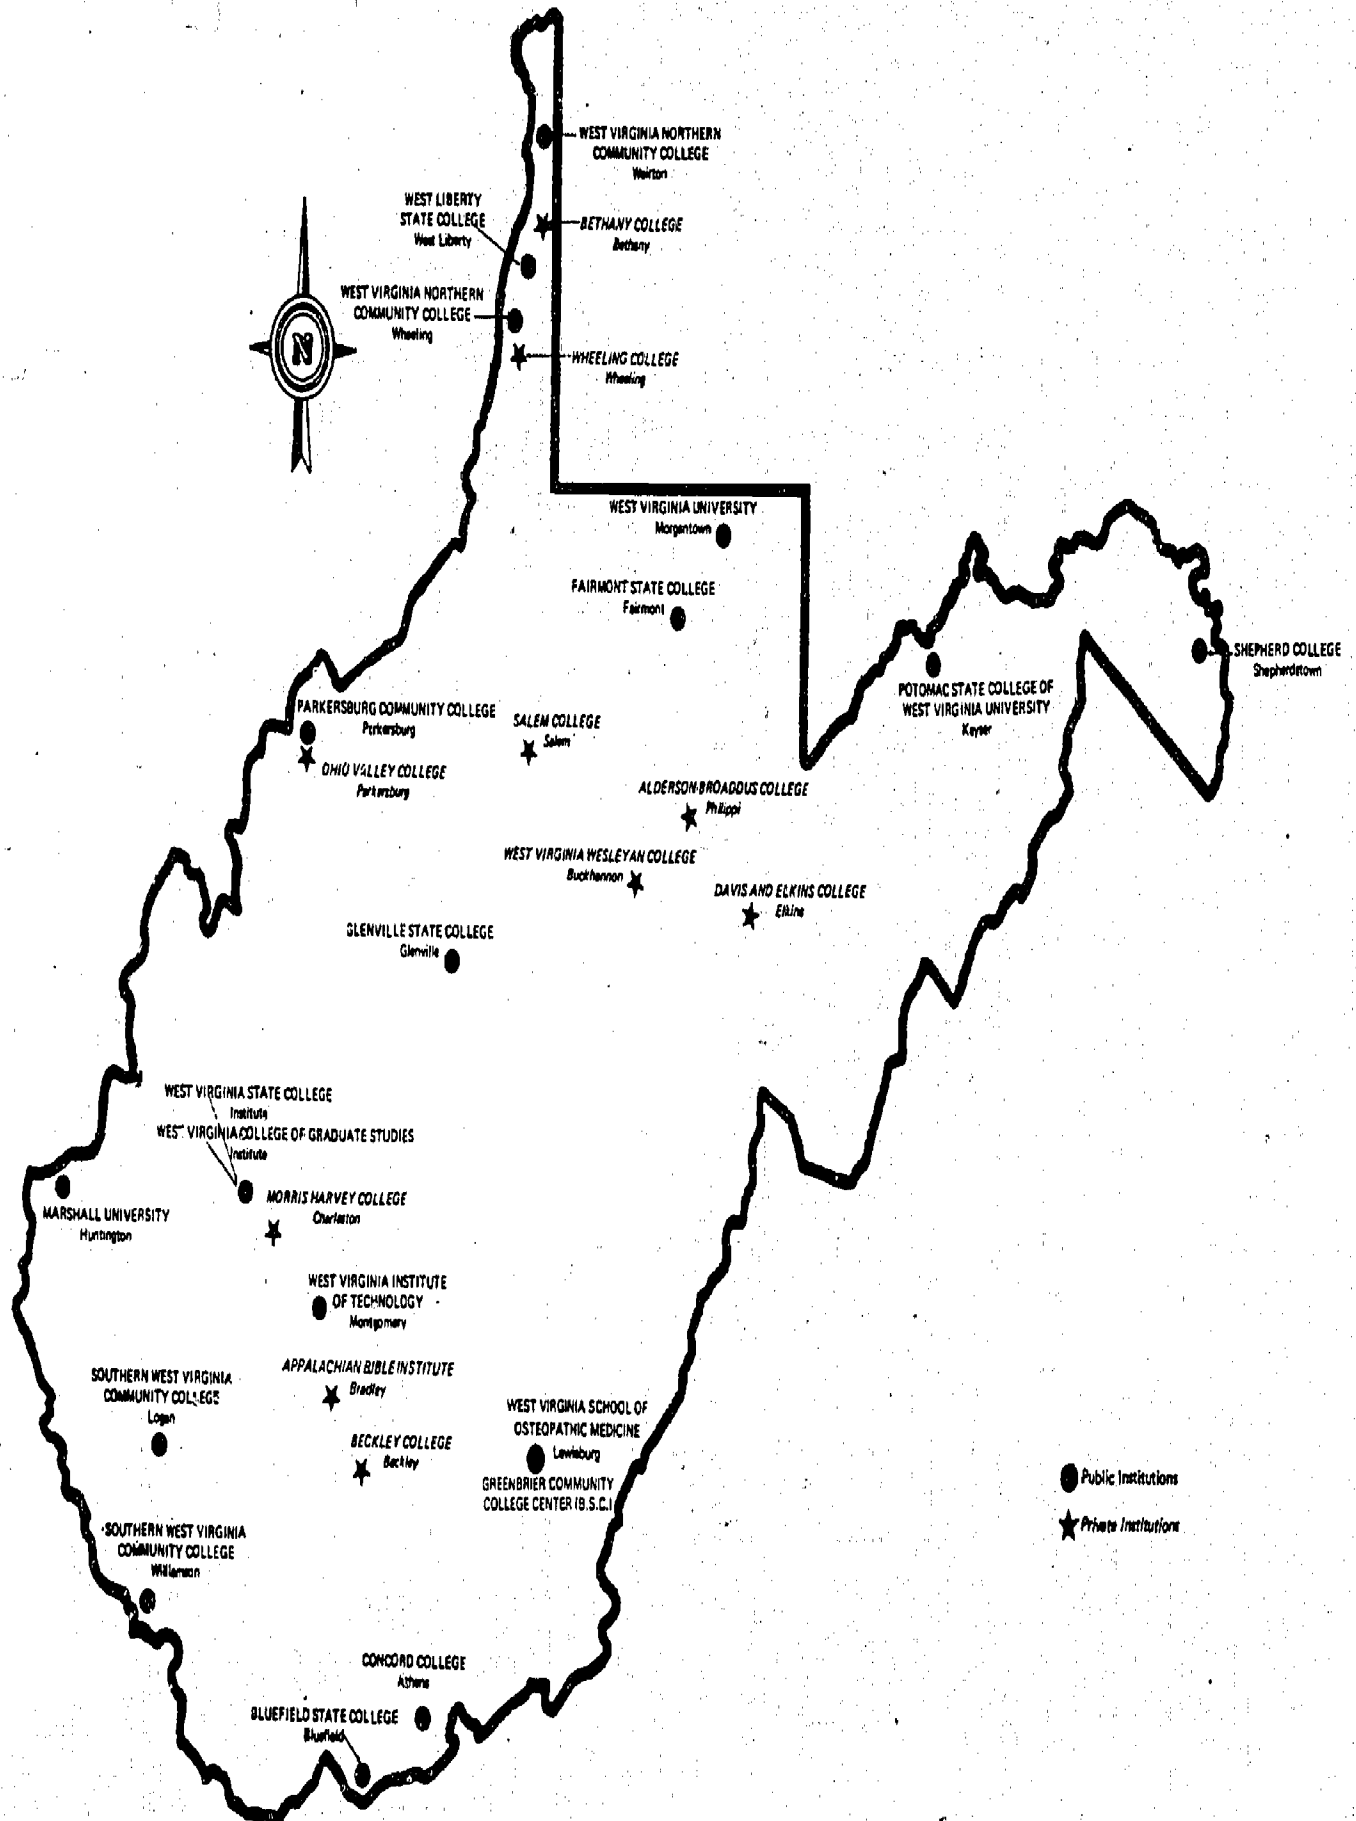 WEST VIRGINIA NORTHERN
COMMUNITY COLLEGE
Weirton
WEST LIBERTY
STATE COLLEGE
West Liberty
BETHANY COLLEGE
Bethany
WEST VIRGINIA NORTHERN
COMMUNITY COLLEGE
Wheeling
N
WHEELING COLLEGE
Wheeling
WEST VIRGINIA UNIVERSITY
Morgantown
FAIRMONT STATE COLLEGE
Fairmont
SHEPHERD COLLEGE
Shepherdstown
POTOMAC STATE COLLEGE OF
WEST VIRGINIA UNIVERSITY
Keyser
PARKERSBURG COMMUNITY COLLEGE
Parkersburg
SALEM COLLEGE
Salem
OHIO VALLEY COLLEGE
Parkersburg
ALDERSON-BROADDUS COLLEGE
Philippi
WEST VIRGINIA WESLEYAN COLLEGE
Buckhannon
DAVIS AND ELKINS COLLEGE
Elkins
GLENVILLE STATE COLLEGE
Glenville
WEST VIRGINIA STATE COLLEGE
Institute
WEST VIRGINIA COLLEGE OF GRADUATE STUDIES
Institute
MORRIS HARVEY COLLEGE
Charleston
MARSHALL UNIVERSITY
Huntington
WEST VIRGINIA INSTITUTE
OF TECHNOLOGY
Montgomery
APPALACHIAN BIBLE INSTITUTE
Bradley
SOUTHERN WEST VIRGINIA
COMMUNITY COLLEGE
Logan
WEST VIRGINIA SCHOOL OF
OSTEOPATHIC MEDICINE
Lewisburg
GREENBRIER COMMUNITY
COLLEGE CENTER (B.S.C.)
BECKLEY COLLEGE
Beckley
Public Institutions
Private Institutions
SOUTHERN WEST VIRGINIA
COMMUNITY COLLEGE
Williamson
CONCORD COLLEGE
Athens
BLUEFIELD STATE COLLEGE
Bluefield